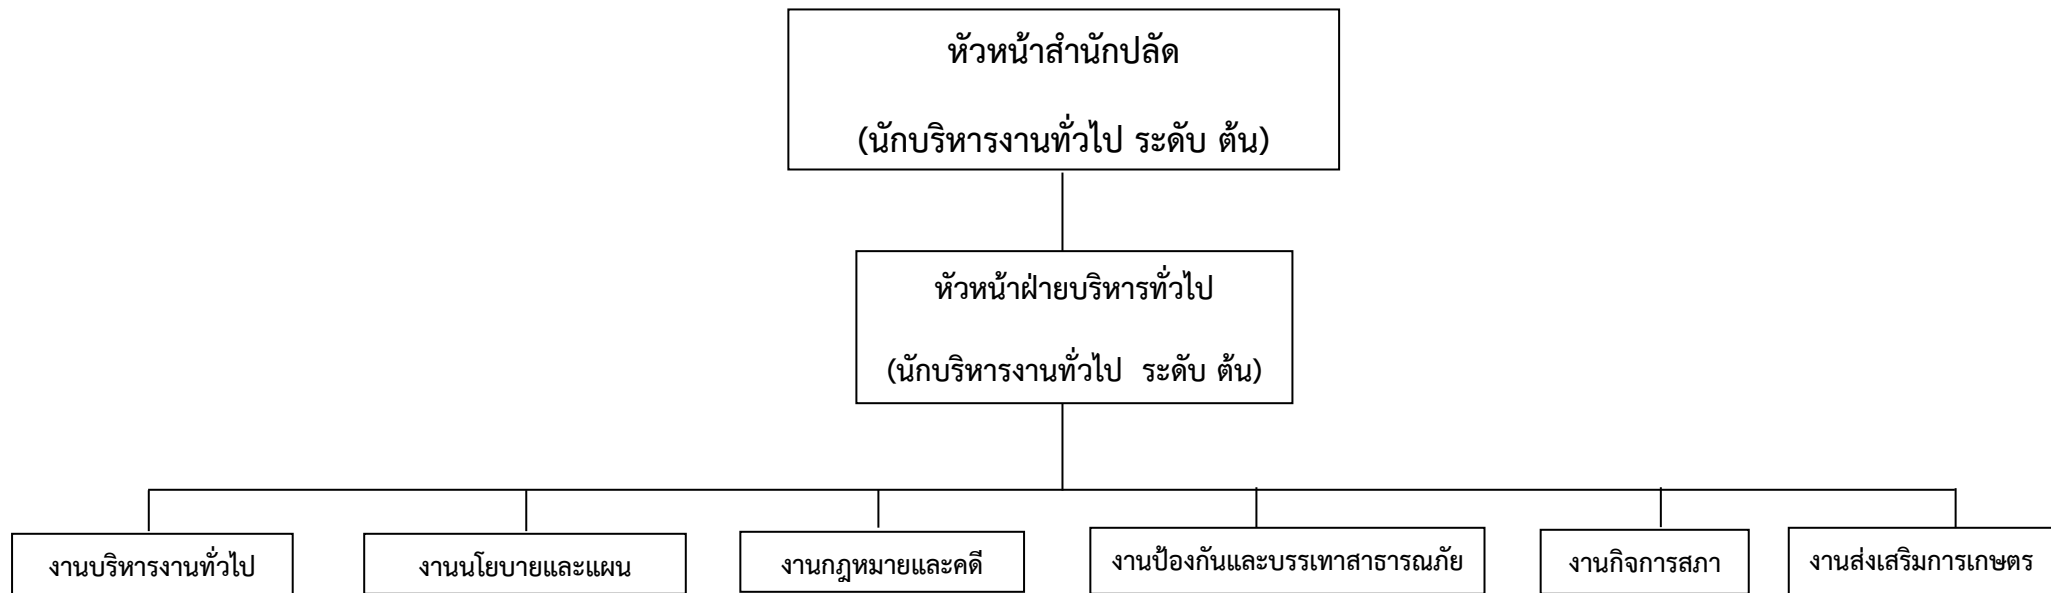 หัวหน้าสำนักปลัด
(นักบริหารงานทั่วไป ระดับ ต้น)
หัวหน้าฝ่ายบริหารทั่วไป
(นักบริหารงานทั่วไป ระดับ ต้น)
งานบริหารงานทั่วไป
งานนโยบายและแผน
งานกฎหมายและคดี
งานป้องกันและบรรเทาสาธารณภัย
งานกิจการสภา
งานส่งเสริมการเกษตร